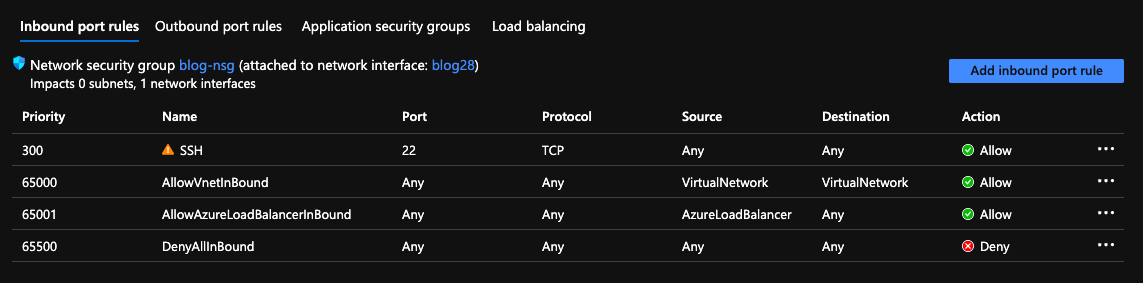 Inbound port rules Outbound port rules Application security groups Load balancing
Network security group blog-nsg (attached to network interface: blog28)
Impacts 0 subnets, 1 network interfaces
Add inbound port rule
Priority Name Port Protocol Source Destination Action
300 SSH 22 TCP Any Any Allow
65000 AllowVnetInBound Any Any VirtualNetwork VirtualNetwork Allow
65001 AllowAzureLoadBalancerInBound Any Any AzureLoadBalancer Any Allow
65500 DenyAllInBound Any Any Any Any Deny